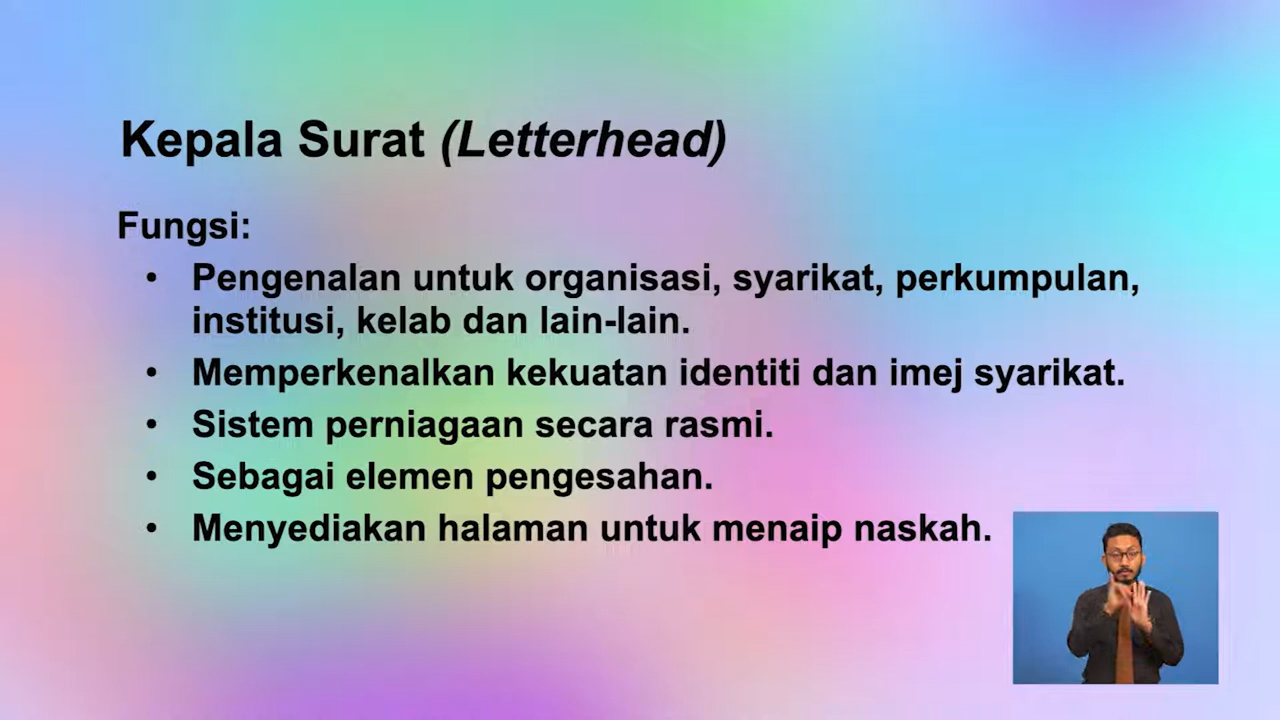 Kepala Surat (Letterhead)
Fungsi:
• Pengenalan untuk organisasi, syarikat, perkumpulan,
institusi, kelab dan lain-lain.
• Memperkenalkan kekuatan identiti dan imej syarikat.
• Sistem perniagaan secara rasmi.
• Sebagai elemen pengesahan.
• Menyediakan halaman untuk menaip naskah.